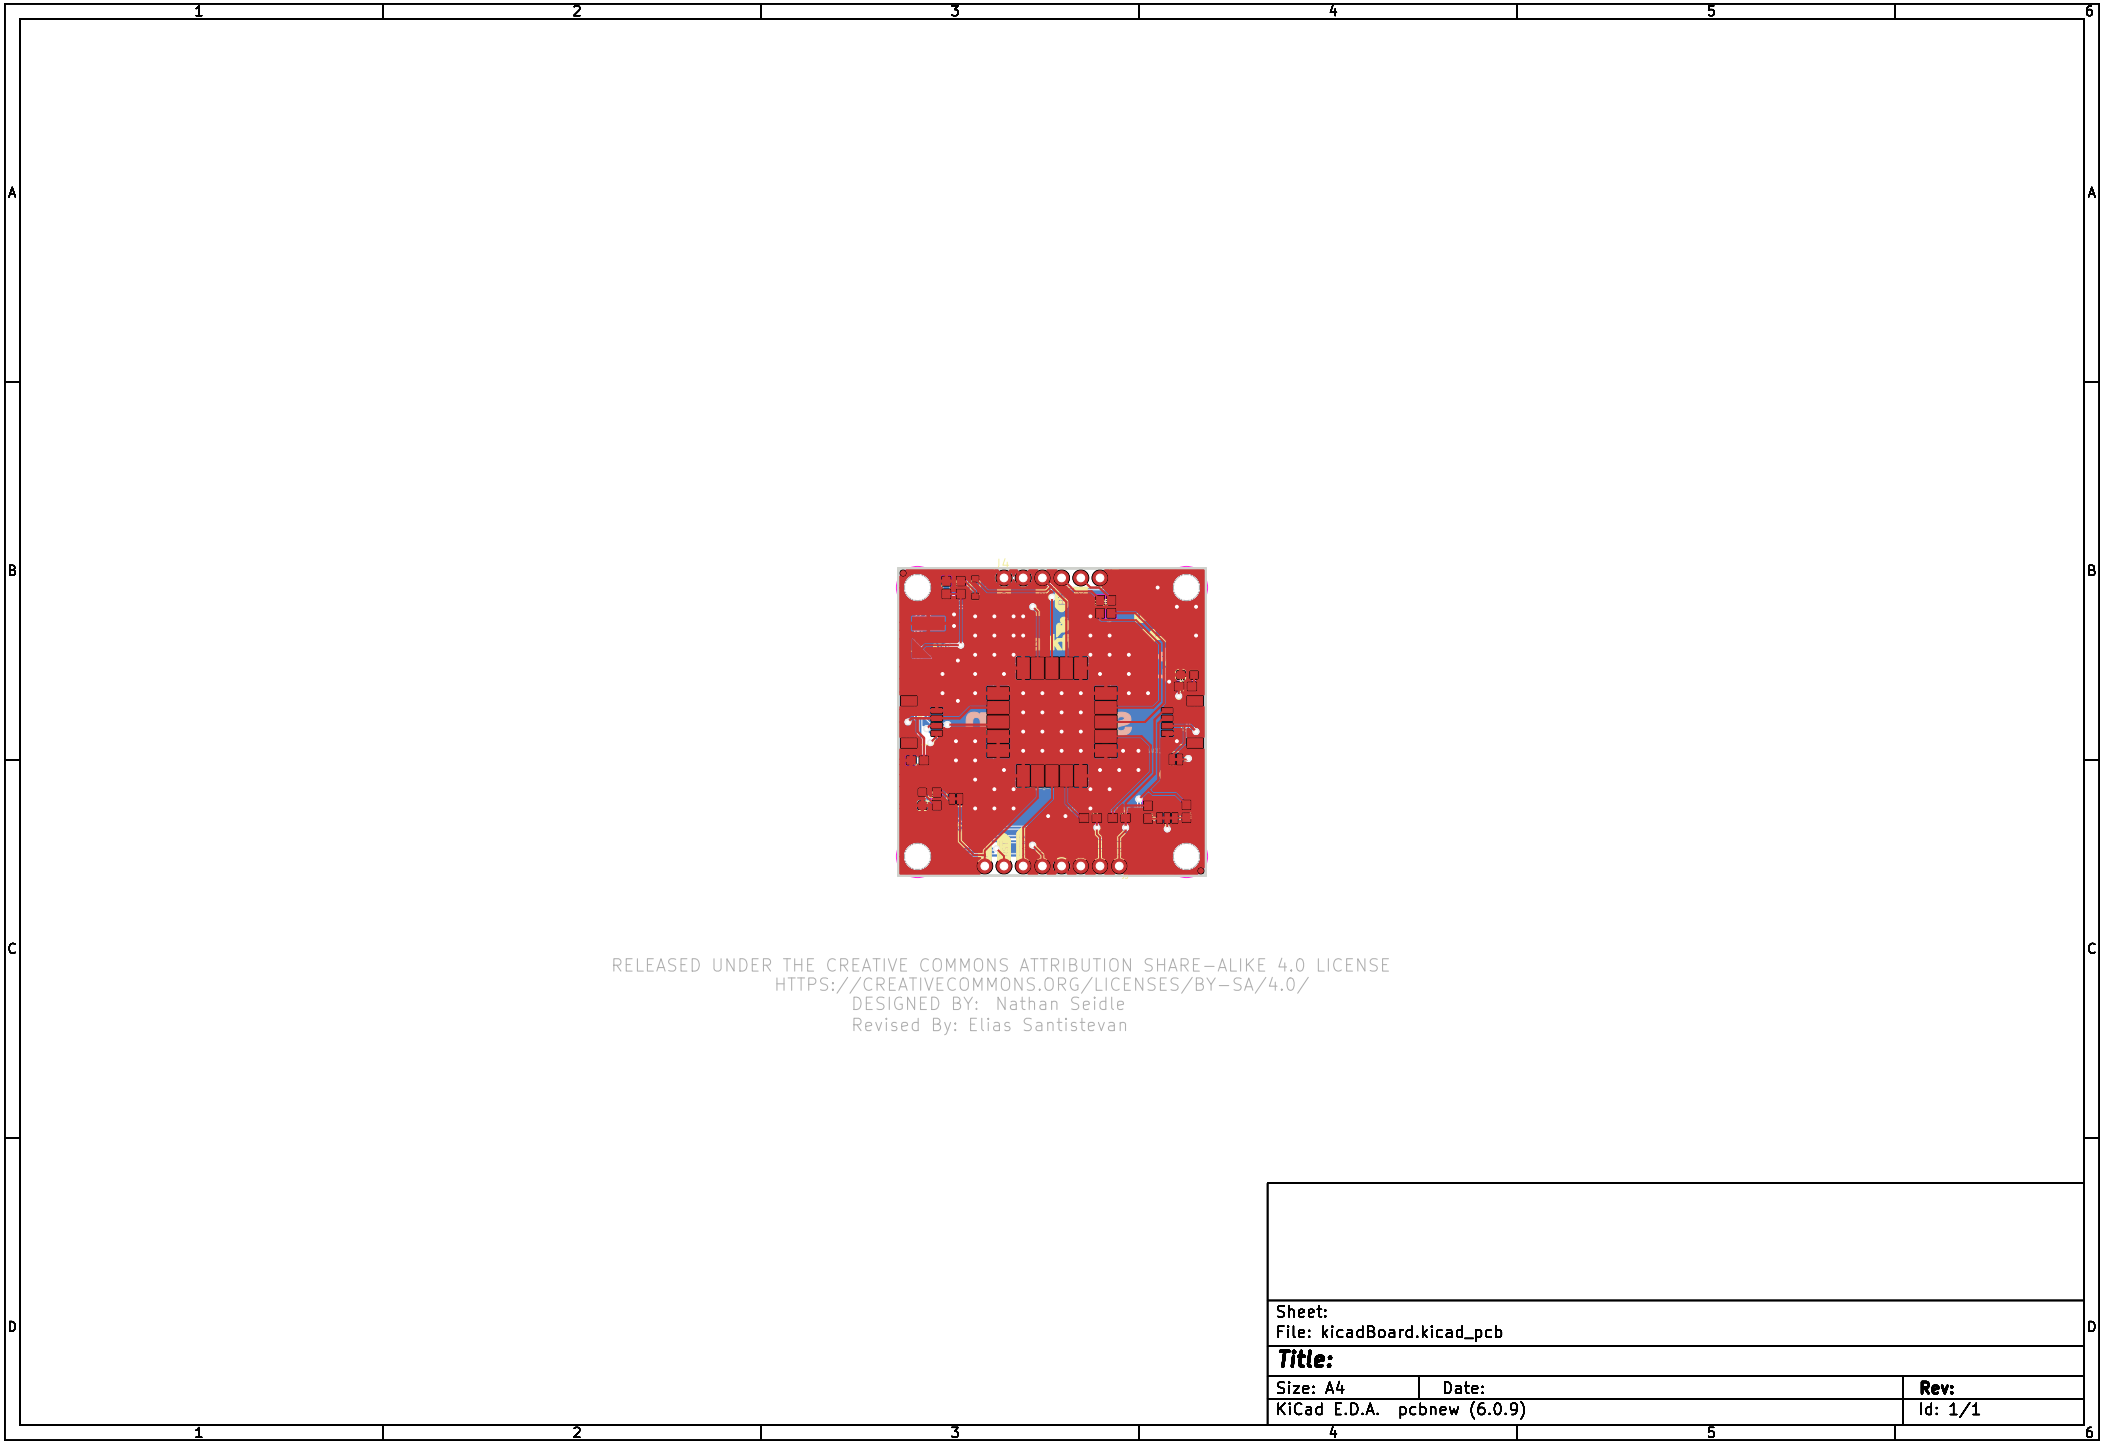 1 2 3 4 5 6
A A
B B
RELEASED UNDER THE CREATIVE COMMONS ATTRIBUTION SHARE-ALIKE 4.0 LICENSE
C C
HTTPS://CREATIVECOMMONS.ORG/LICENSES/BY-SA/4.0/
DESIGNED BY: Nathan Seidle
Revised By: Elias Santistevan
Sheet:
File: kicadBoard.kicad_pcb
D D
Title:
Size: A4 Date: Rev:
KiCad E.D.A. pcbnew (6.0.9) Id: 1/1
1 2 3 4 5 6